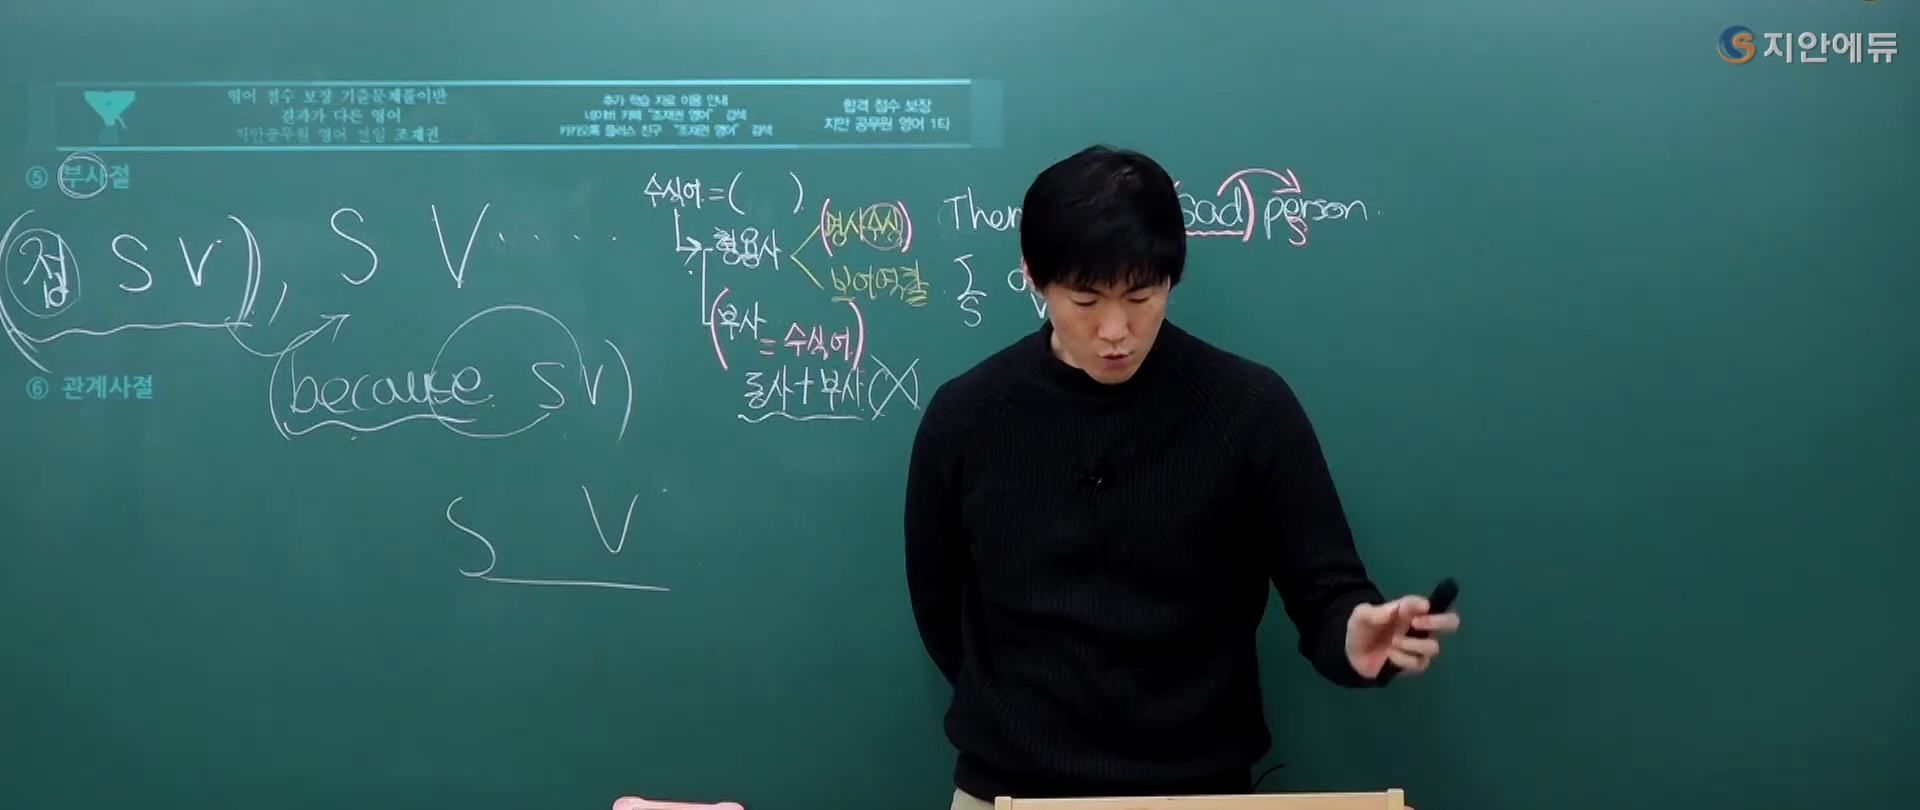 지안에듀
영어 점수 보장 기출문제풀이반
결과가 다른 영어
지안공무원 영어 전임 조재권
추가 학습 자료 이용 안내
네이버 카페 "조재권 영어" 검색
카카오톡 플러스 친구 "조재권 영어" 검색
합격 점수 보장
지안 공무원 영어 1타
⑤ 부사절
(접 S V), S V . . . .
(because S V)
⑥ 관계사절
S V
수식어 = ( )
형용사
(명사수식)
보어역할
(부사
= 수식어)
동사+부사(X)
Ther
sad) person.
S
I
S
V